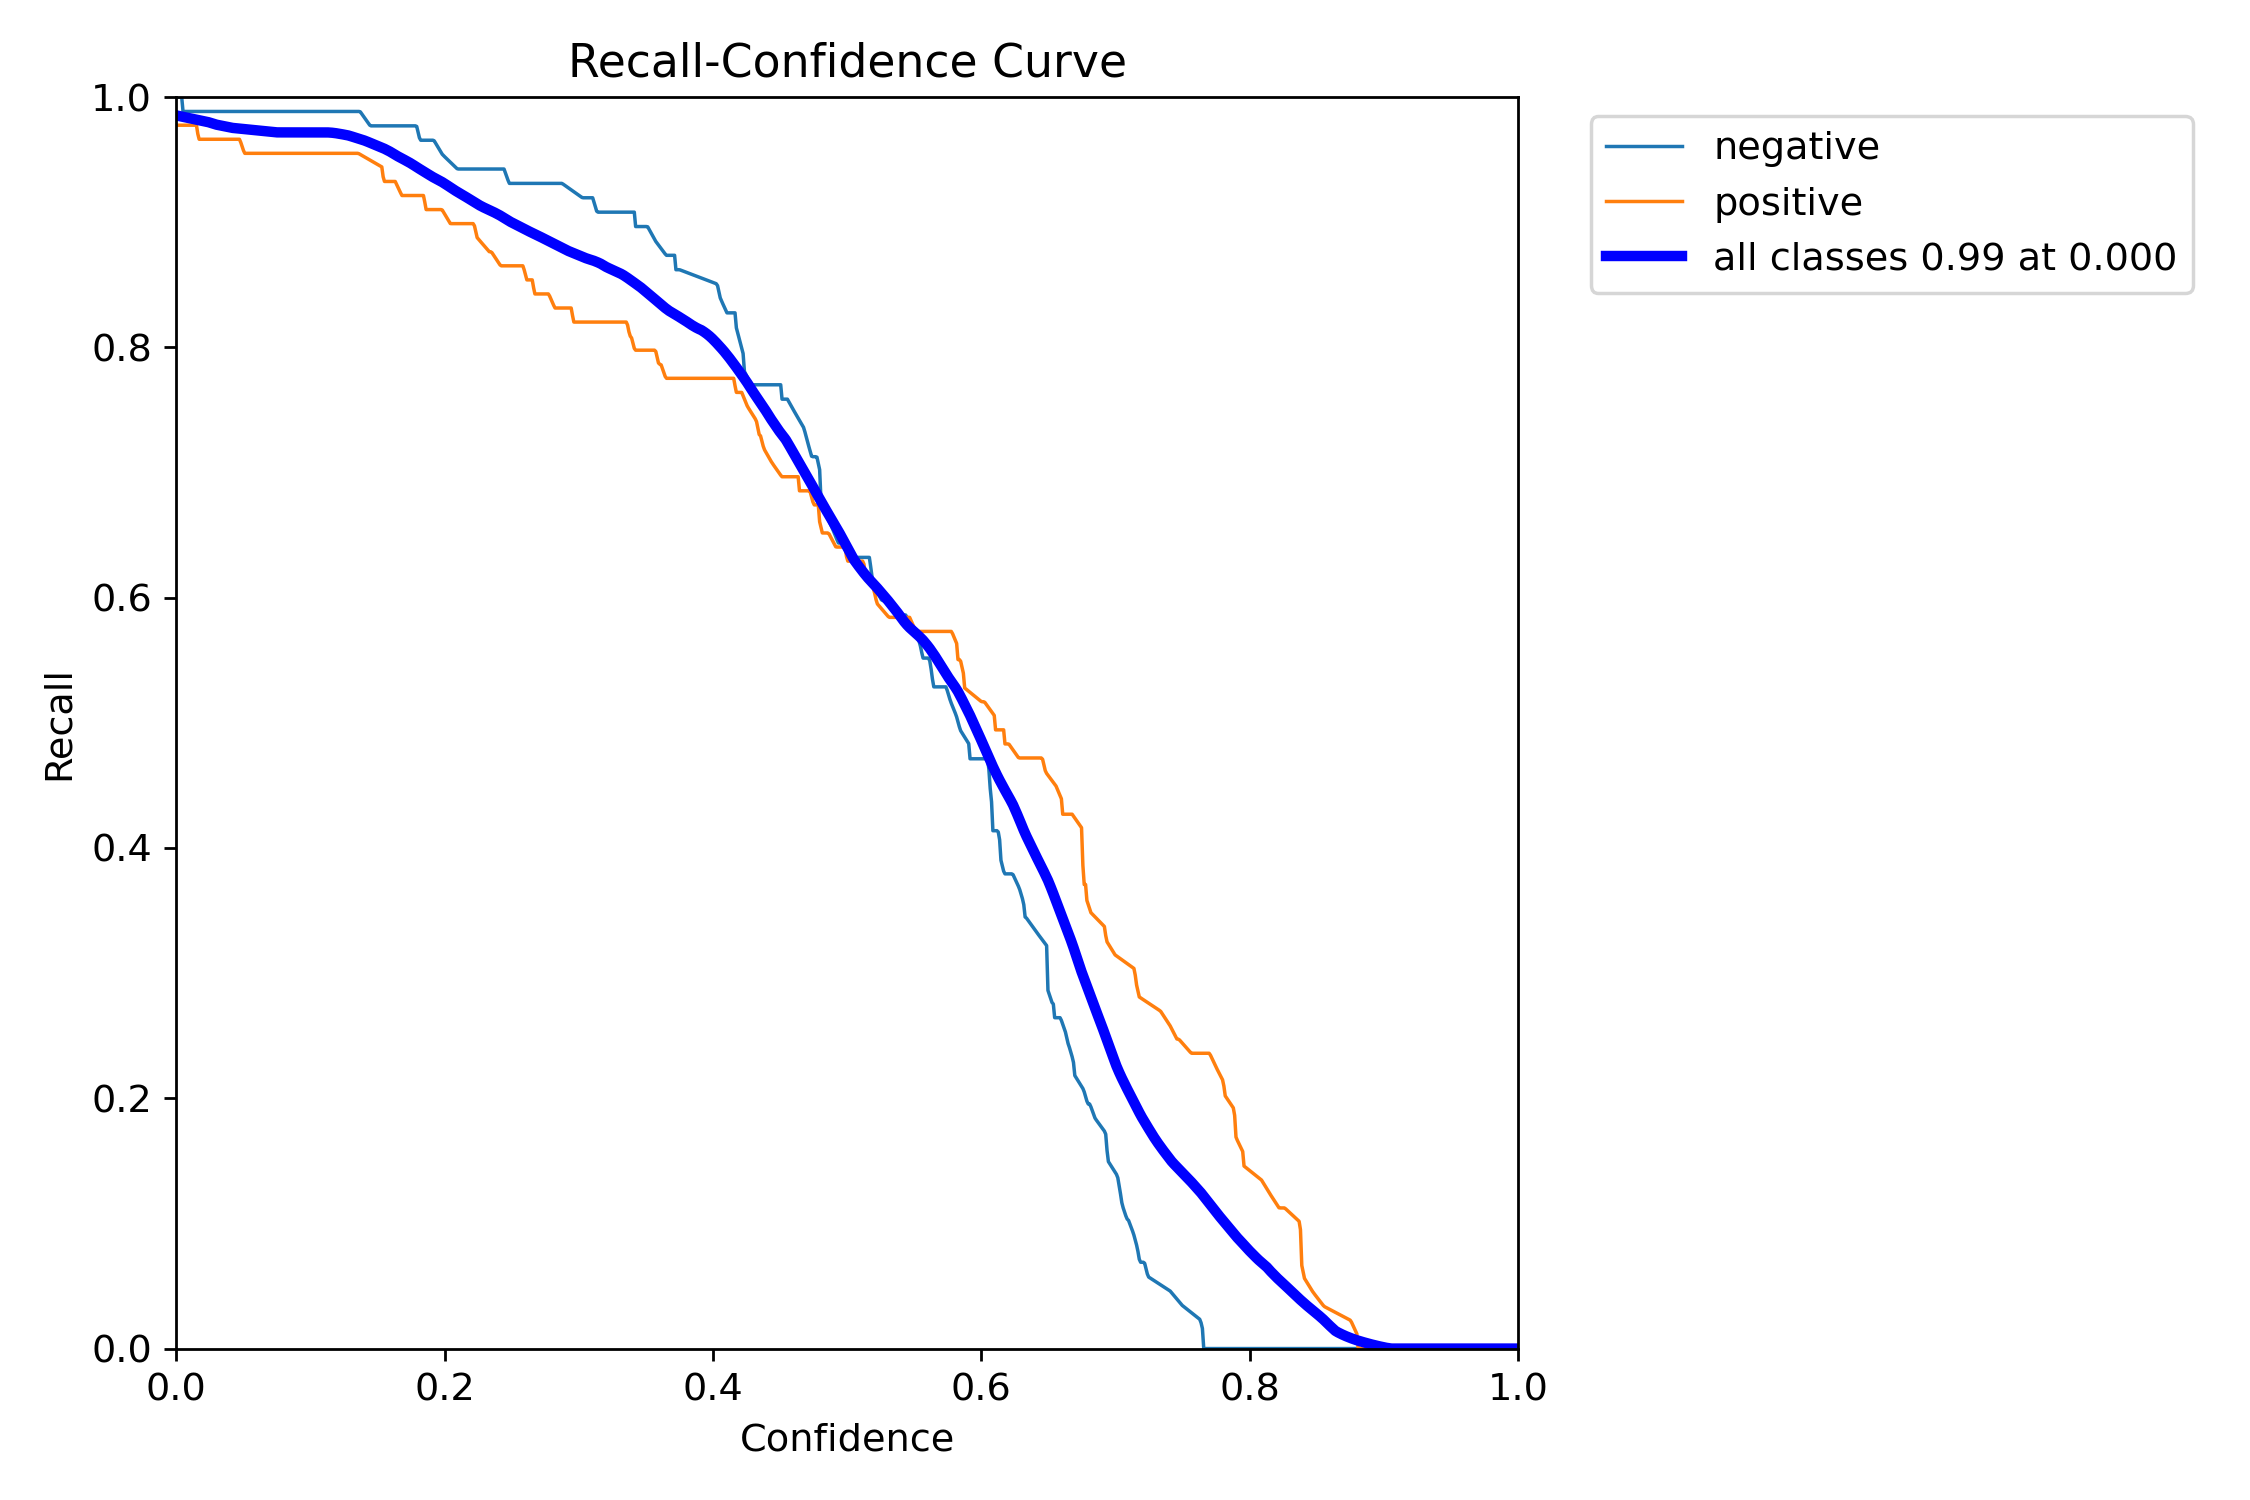 Recall-Confidence Curve
1.0
0.8
0.6
0.4
0.2
0.0
Recall
0.0 0.2 0.4 0.6 0.8 1.0
Confidence
negative
positive
all classes 0.99 at 0.000